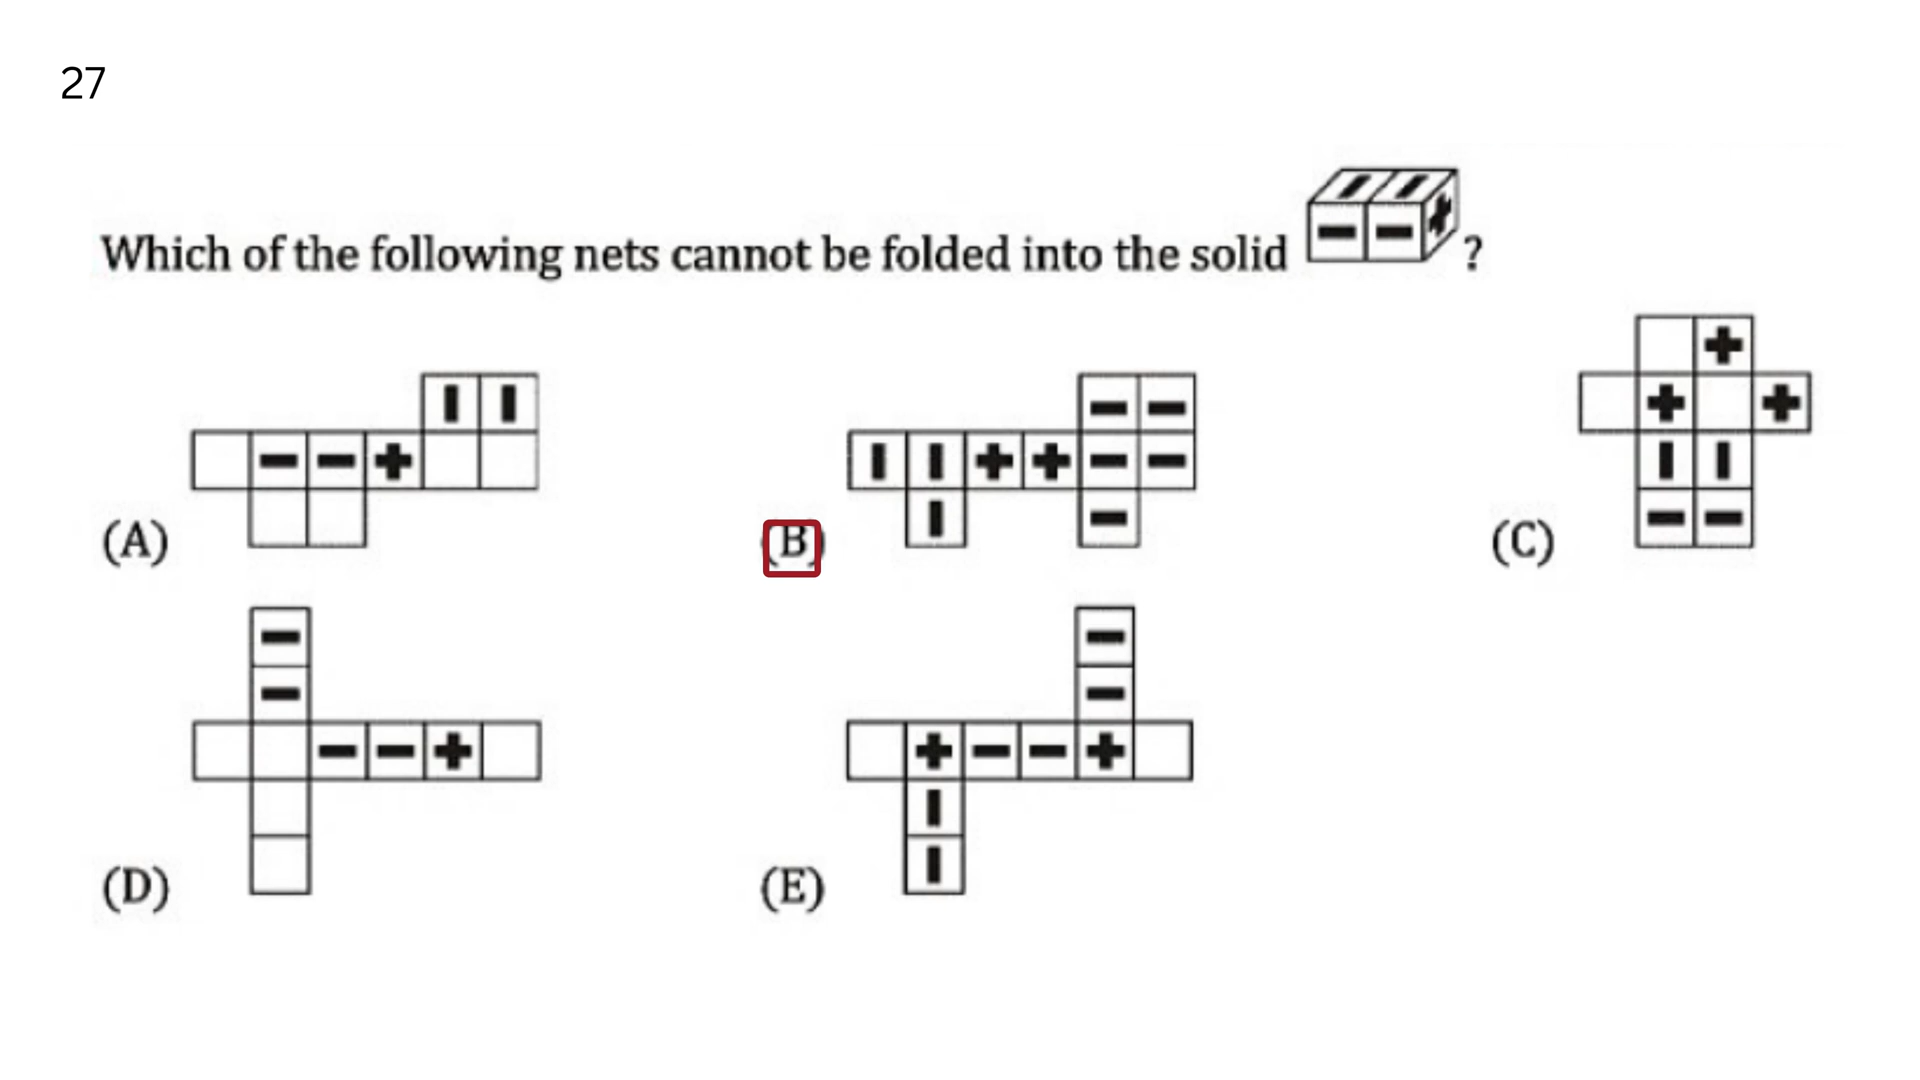 27
Which of the following nets cannot be folded into the solid ?
(A) (B) (C)
(D) (E)